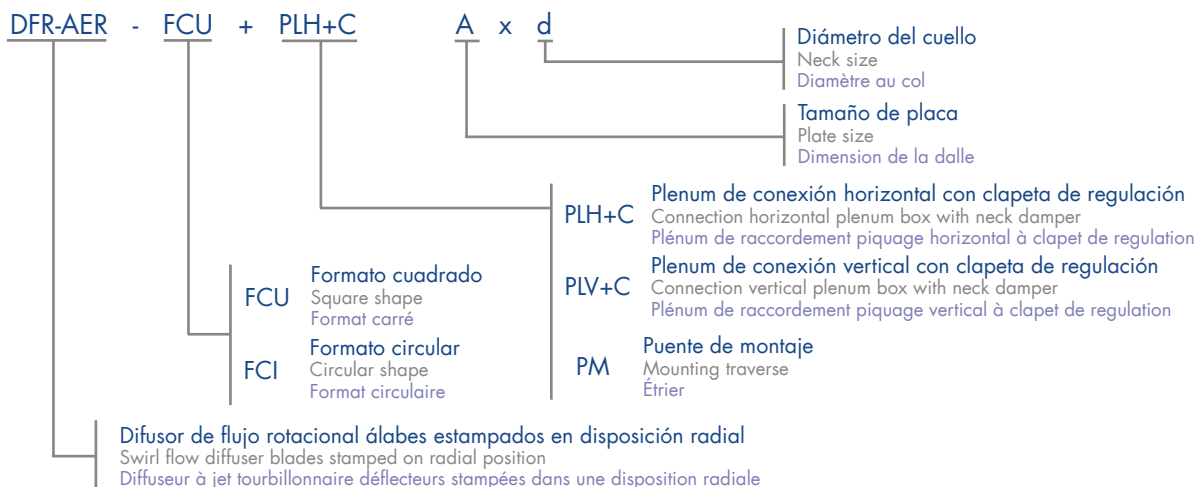 DFR-AER - FCU + PLH+C A x d
Diámetro del cuello
Neck size
Diamètre au col
Tamaño de placa
Plate size
Dimension de la dalle
PLH+C
Plenum de conexión horizontal con clapeta de regulación
Connection horizontal plenum box with neck damper
Plénum de raccordement piquage horizontal à clapet de regulation
PLV+C
Plenum de conexión vertical con clapeta de regulación
Connection vertical plenum box with neck damper
Plénum de raccordement piquage vertical à clapet de regulation
PM
Puente de montaje
Mounting traverse
Étrier
FCU
Formato cuadrado
Square shape
Format carré
FCI
Formato circular
Circular shape
Format circulaire
Difusor de flujo rotacional álabes estampados en disposición radial
Swirl flow diffuser blades stamped on radial position
Diffuseur à jet tourbillonnaire déflecteurs stampées dans une disposition radiale